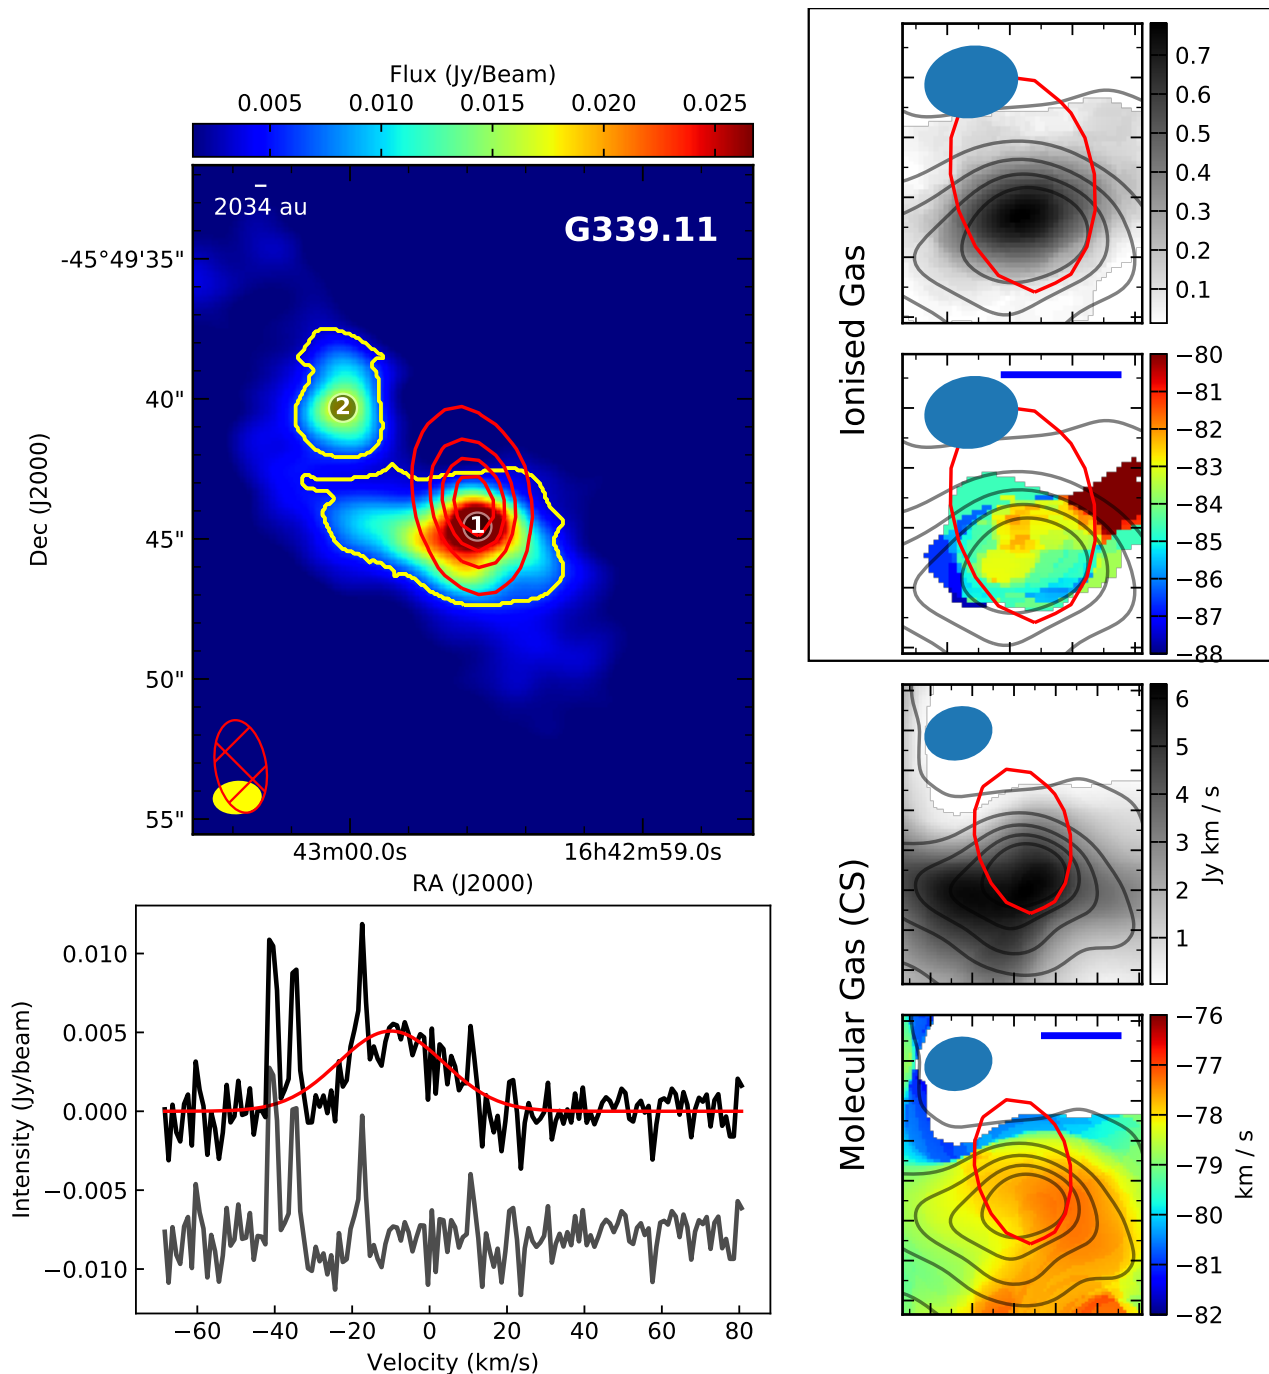 Flux (Jy/Beam)
0.005 0.010 0.015 0.020 0.025
2034 au
G339.11
-45°49'35"
40"
45"
50"
55"
Dec (J2000)
2
1
43m00.0s 16h42m59.0s
RA (J2000)
0.010
0.005
0.000
−0.005
−0.010
Intensity (Jy/beam)
−60 −40 −20 0 20 40 60 80
Velocity (km/s)
Ionised Gas
0.7
0.6
0.5
0.4
0.3
0.2
0.1
−80
−81
−82
−83
−84
−85
−86
−87
−88
Molecular Gas (CS)
6
5
4
3
2
1
Jy km / s
−76
−77
−78
−79
−80
−81
−82
km / s